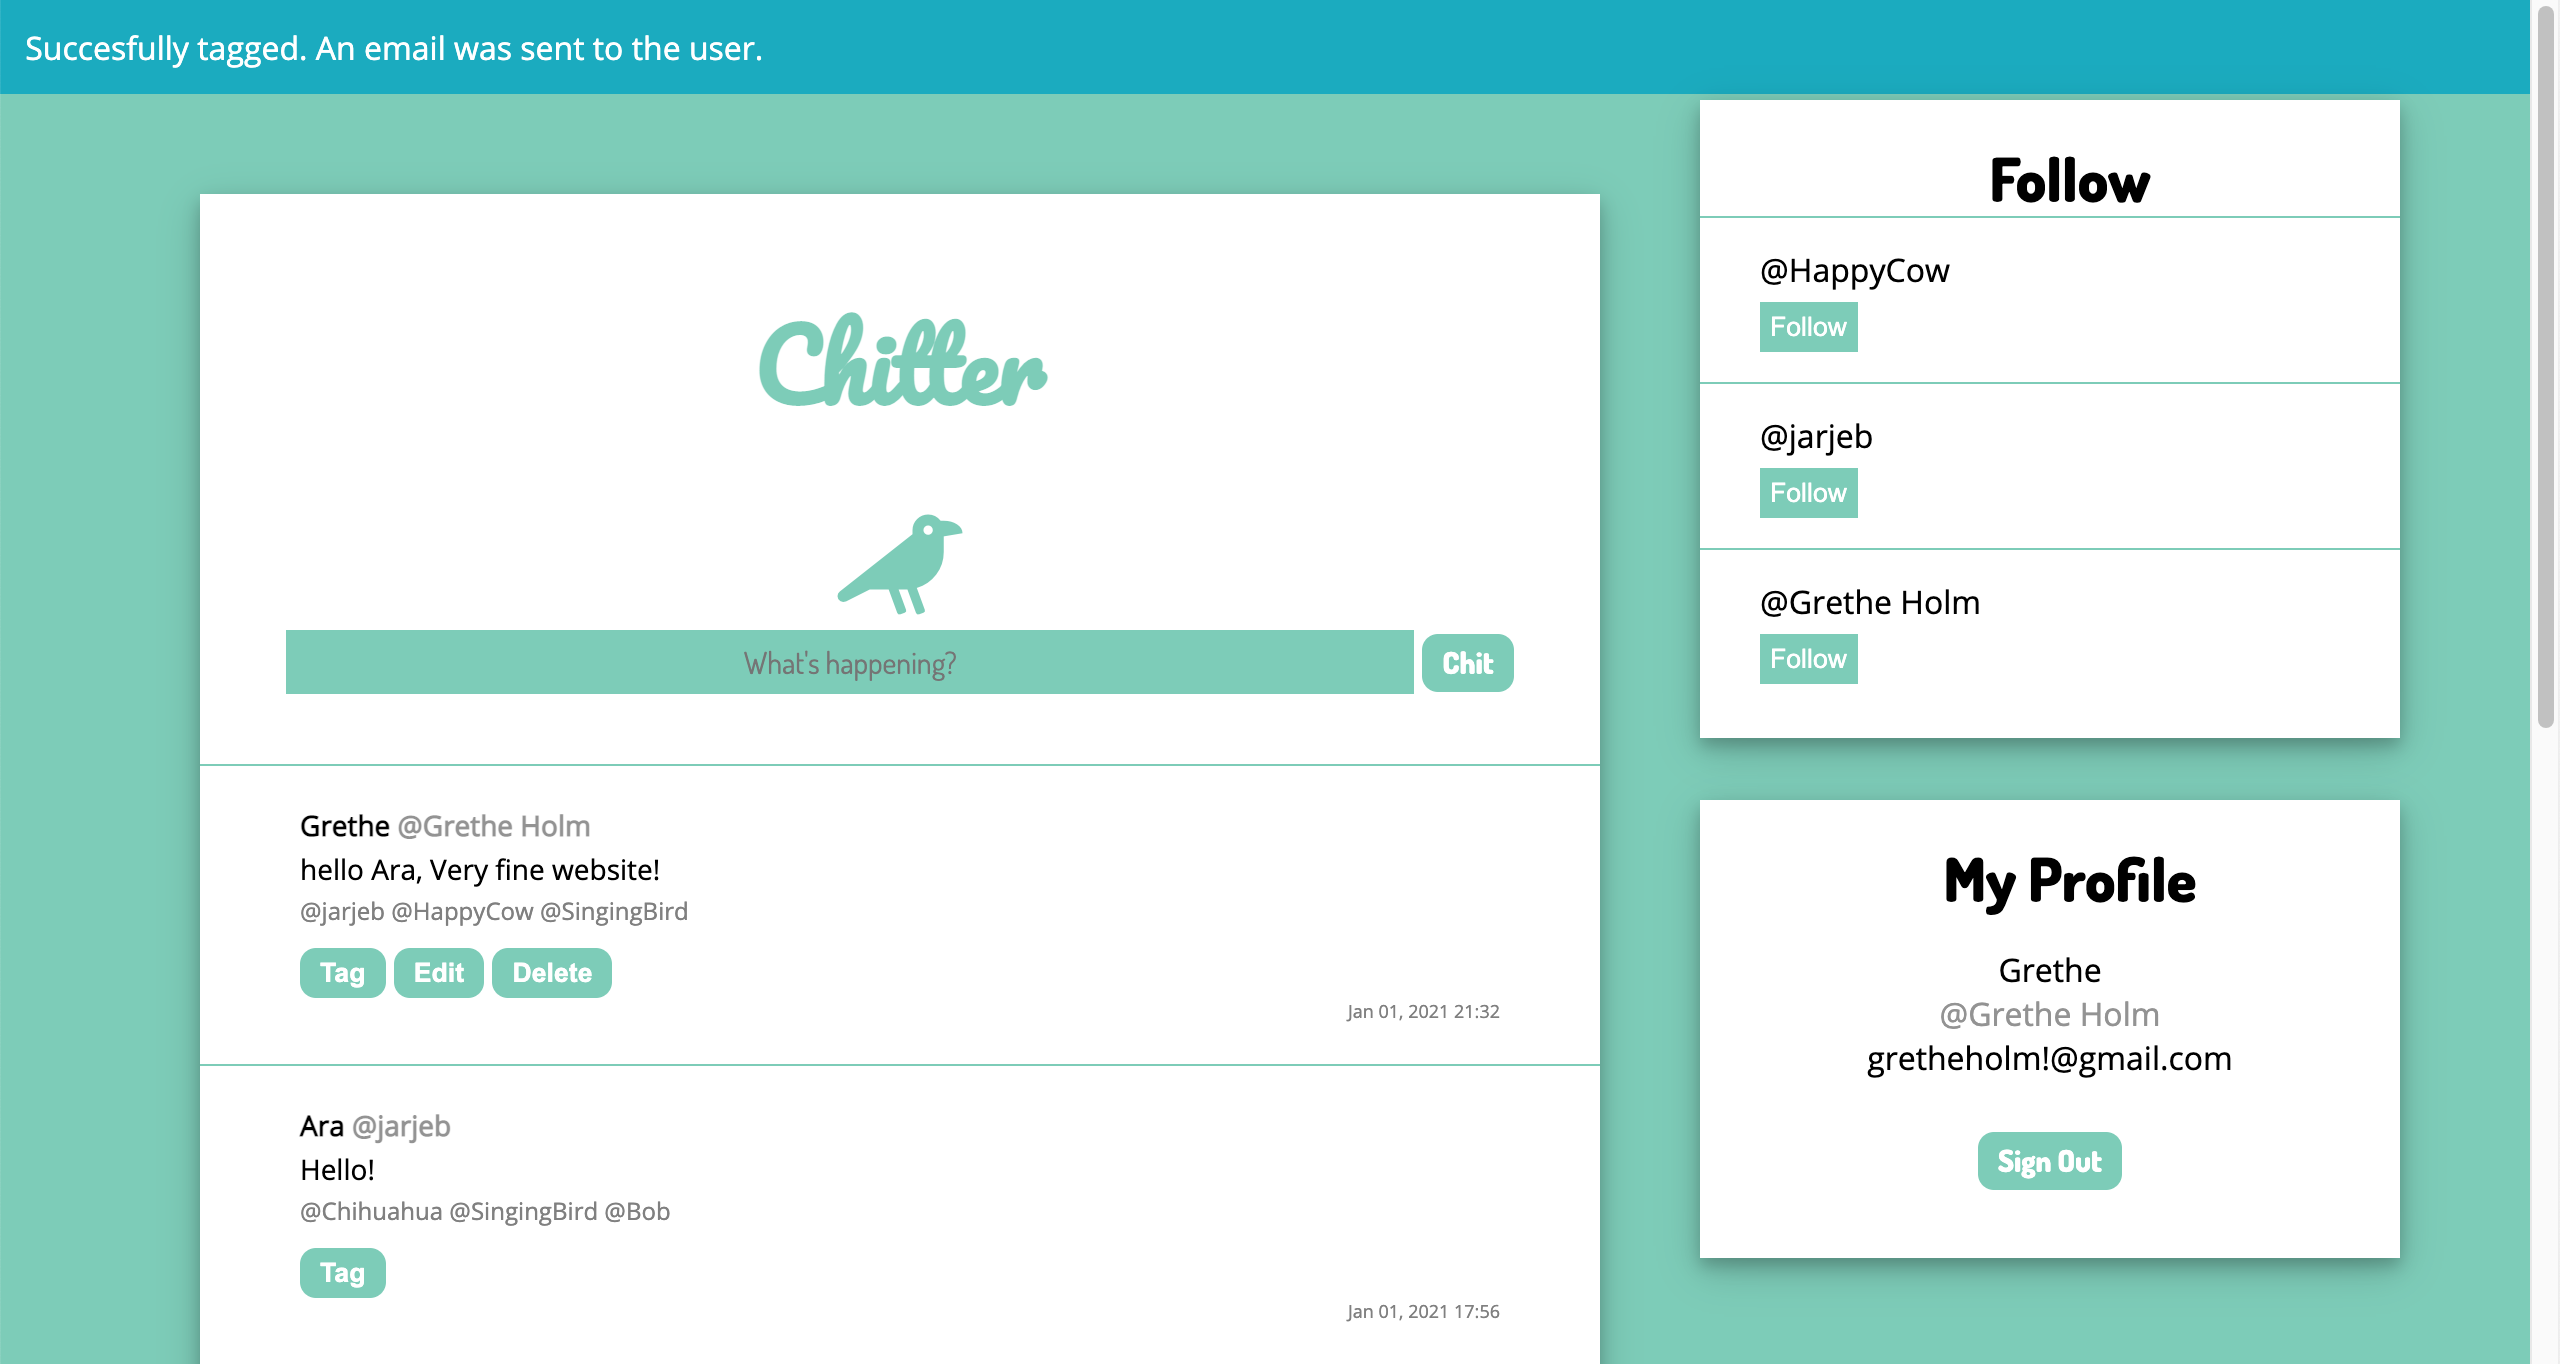 Succesfully tagged. An email was sent to the user.
Chitter
What's happening?
Chit
Grethe @Grethe Holm
hello Ara, Very fine website!
@jarjeb @HappyCow @SingingBird
Tag Edit Delete
Jan 01, 2021 21:32
Ara @jarjeb
Hello!
@Chihuahua @SingingBird @Bob
Tag
Jan 01, 2021 17:56
Follow
@HappyCow
Follow
@jarjeb
Follow
@Grethe Holm
Follow
My Profile
Grethe
@Grethe Holm
gretheholm!@gmail.com
Sign Out